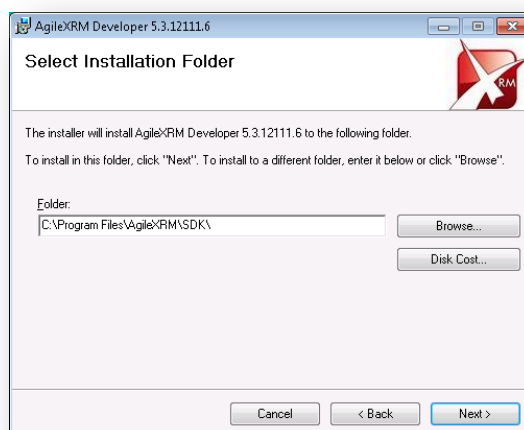 AgileXRM Developer 5.3.12111.6
Select Installation Folder
XRM
The installer will install AgileXRM Developer 5.3.12111.6 to the following folder.
To install in this folder, click "Next". To install to a different folder, enter it below or click "Browse".
Folder:
C:\Program Files\AgileXRM\SDK\
Browse...
Disk Cost...
Cancel
< Back
Next >